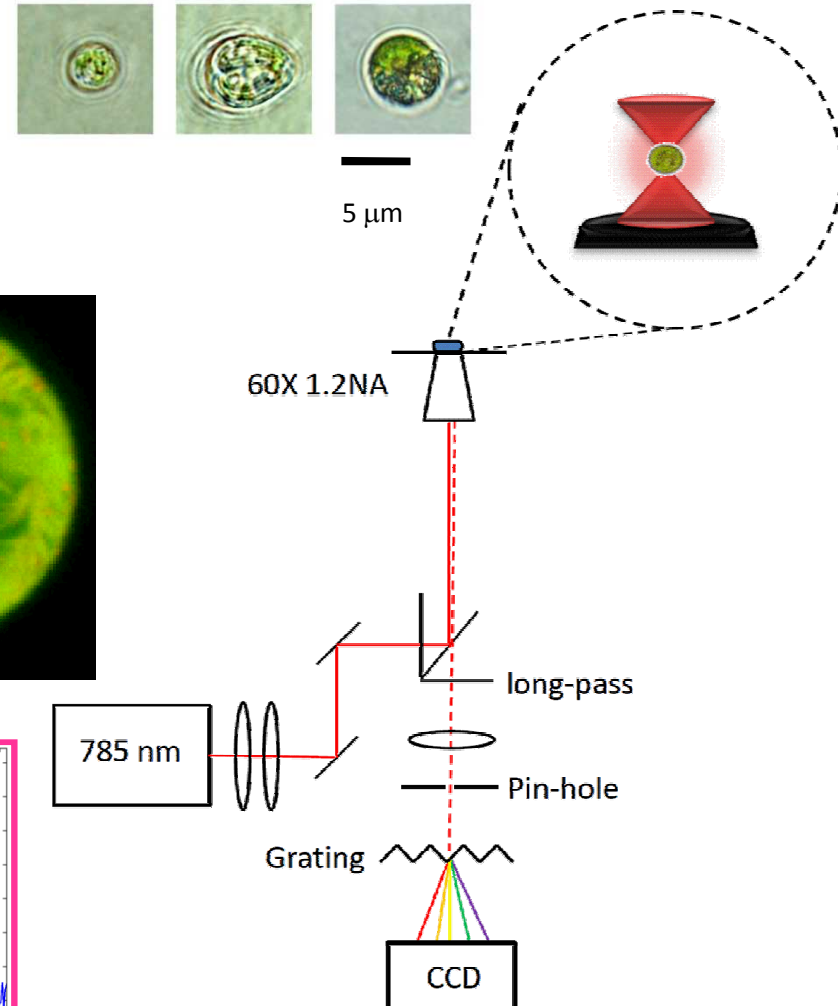 5 μm
60X 1.2NA
long-pass
785 nm
Pin-hole
Grating
CCD